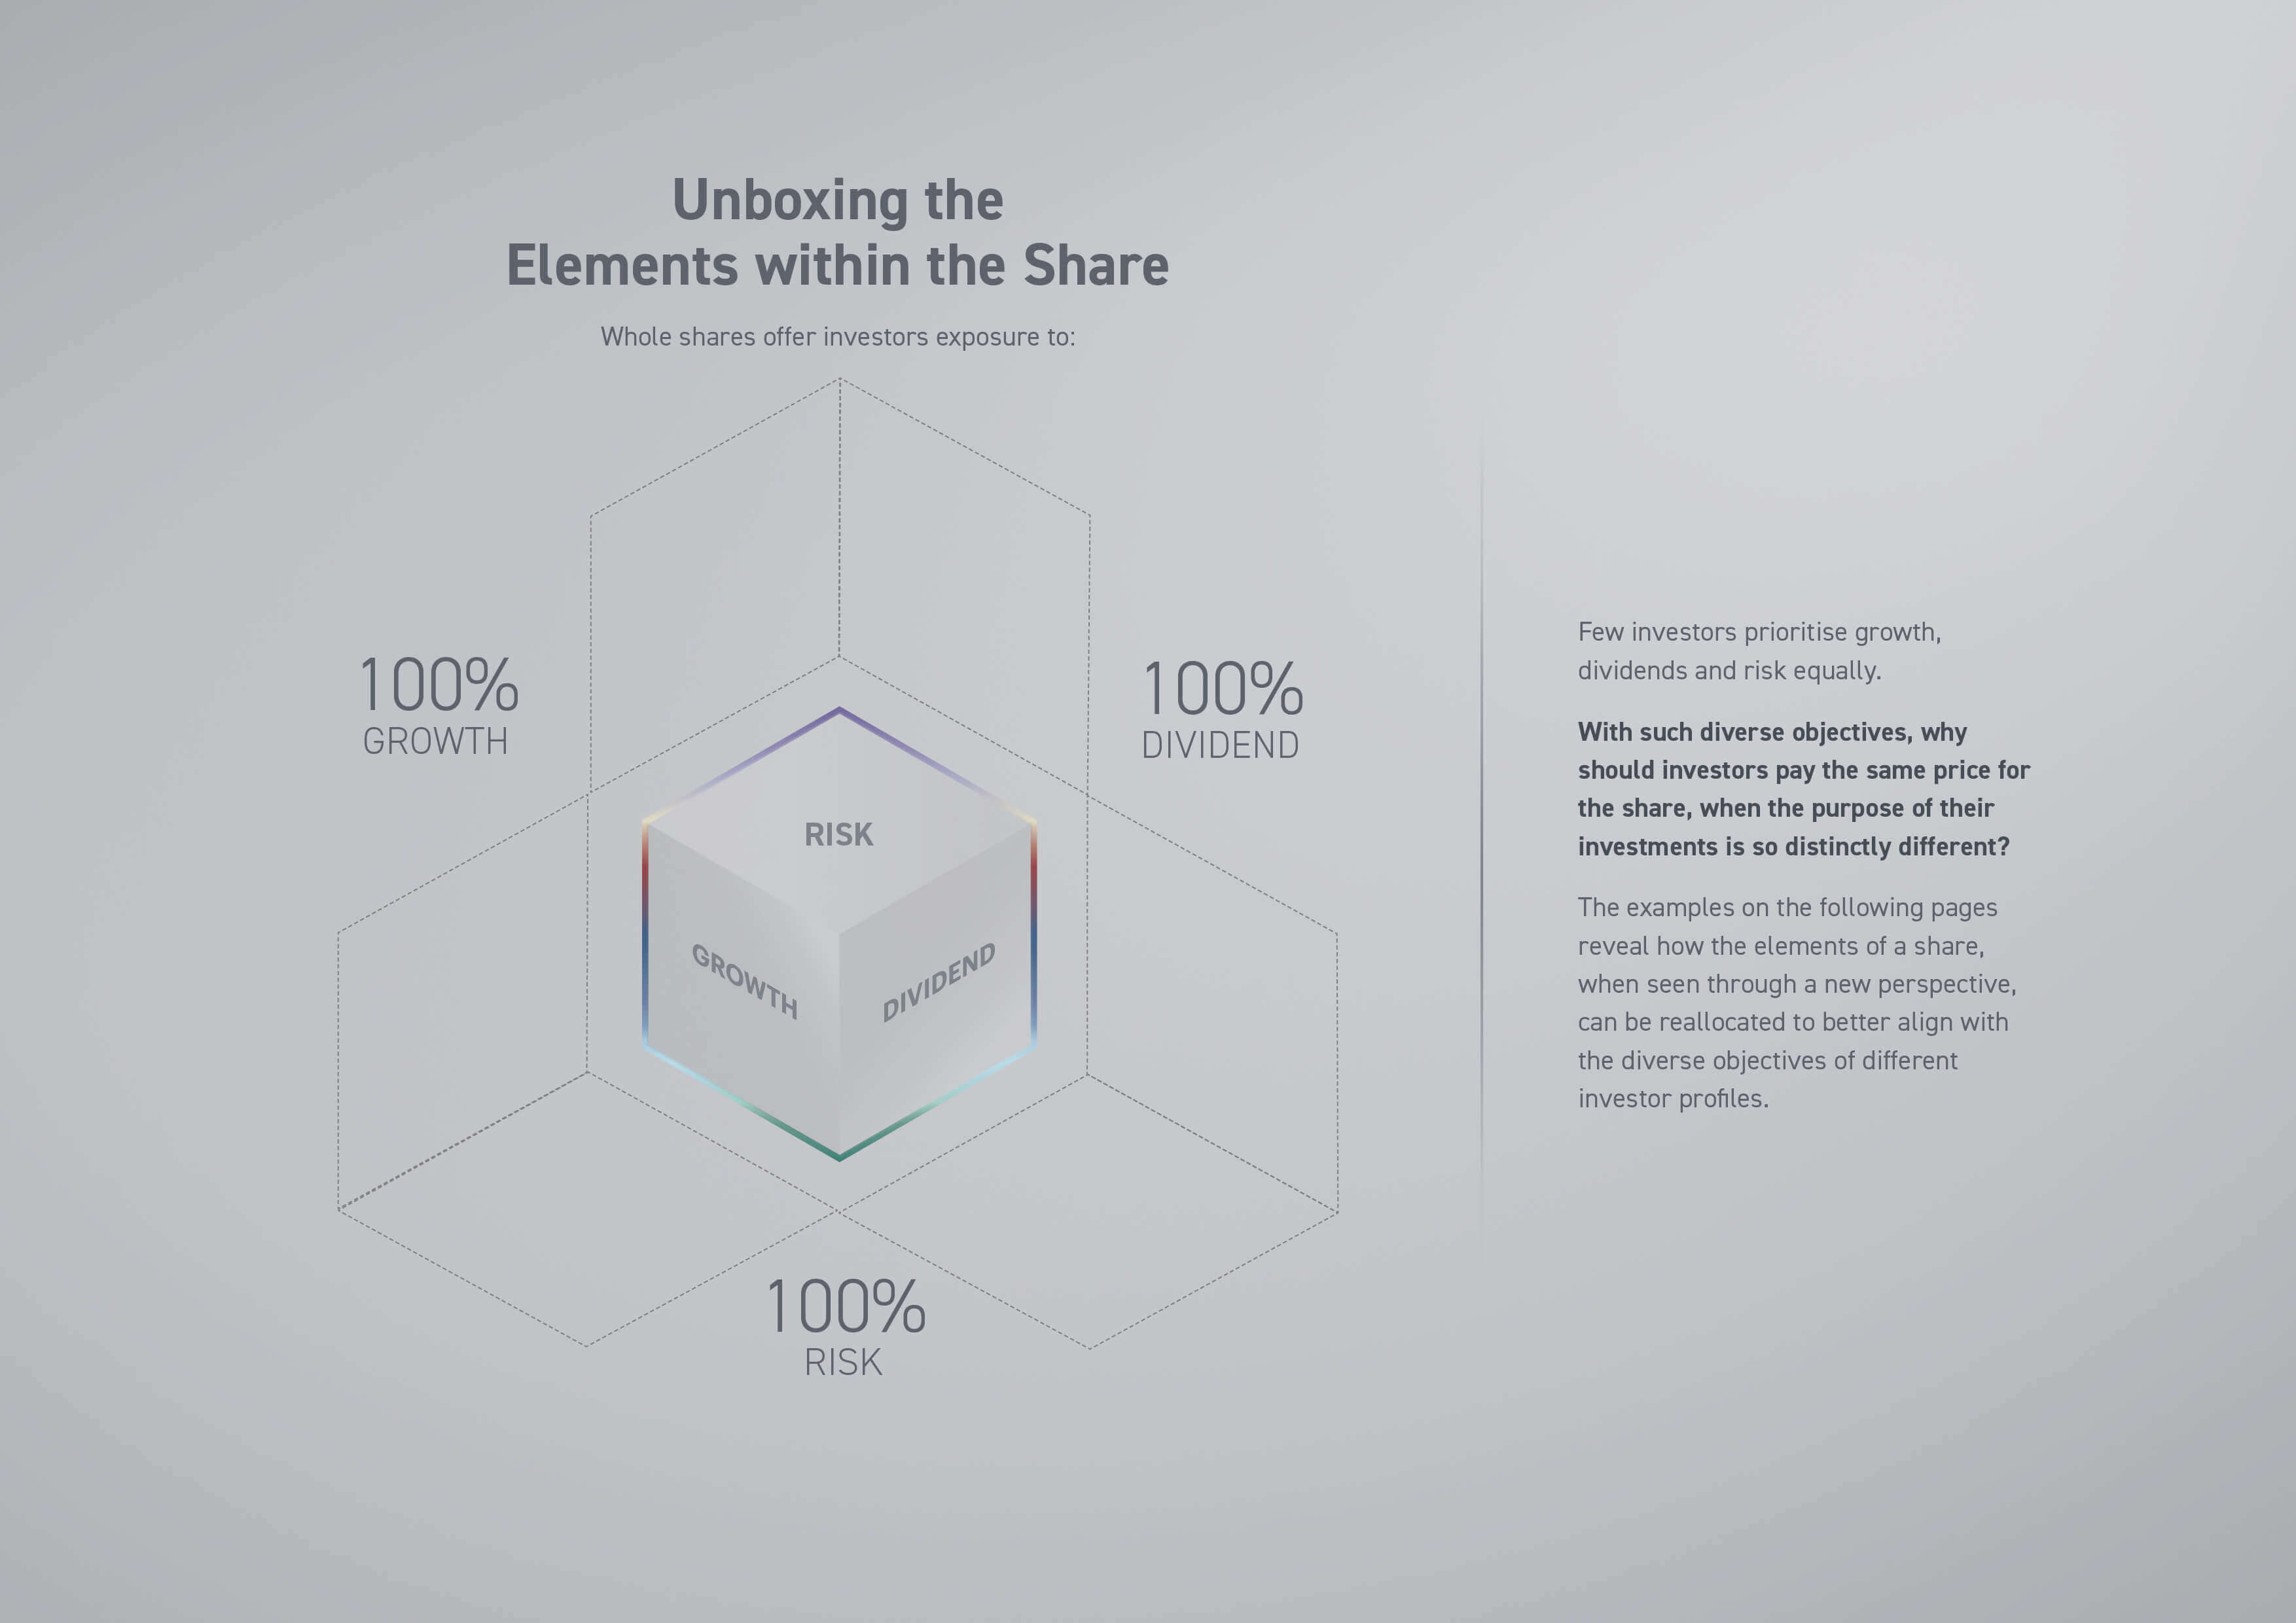 Unboxing the
Elements within the Share
Whole shares offer investors exposure to:
100%
GROWTH
100%
DIVIDEND
RISK
GROWTH
DIVIDEND
100%
RISK
Few investors prioritise growth,
dividends and risk equally.
With such diverse objectives, why
should investors pay the same price for
the share, when the purpose of their
investments is so distinctly different?
The examples on the following pages
reveal how the elements of a share,
when seen through a new perspective,
can be reallocated to better align with
the diverse objectives of different
investor profiles.